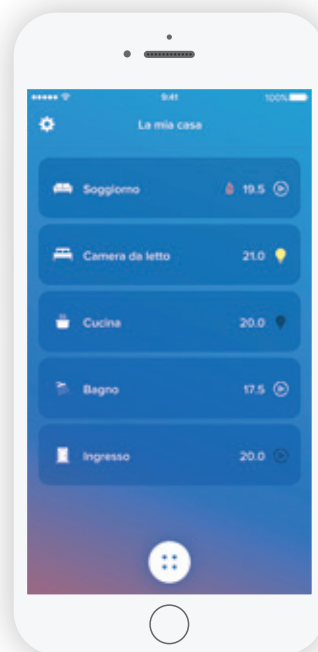 9:41 100%
La mia casa
Soggiorno 19.5
Camera da letto 21.0
Cucina 20.0
Bagno 17.5
Ingresso 20.0